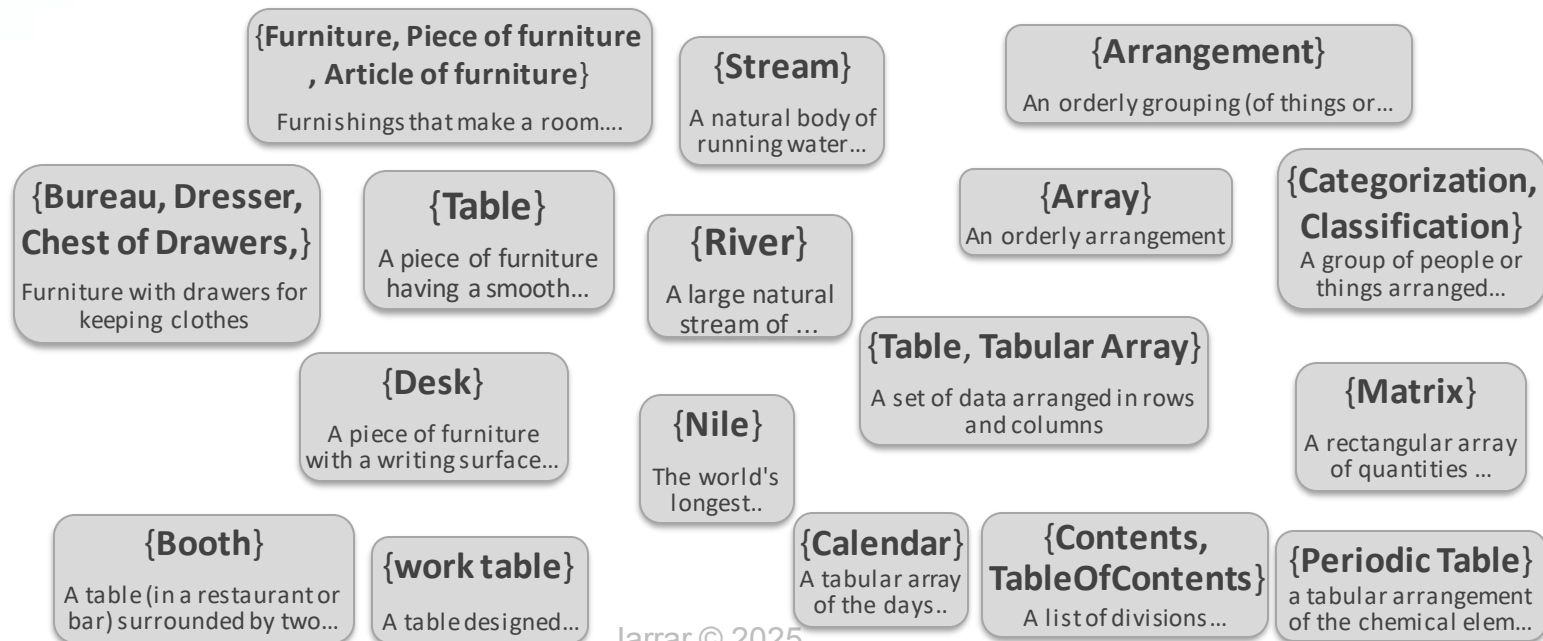 {Furniture, Piece of furniture
, Article of furniture}
Furnishings that make a room....
{Stream}
A natural body of
running water...
{Arrangement}
An orderly grouping (of things or...
{Bureau, Dresser,
Chest of Drawers,}
Furniture with drawers for
keeping clothes
{Table}
A piece of furniture
having a smooth...
{River}
A large natural
stream of ...
{Array}
An orderly arrangement
{Categorization,
Classification}
A group of people or
things arranged...
{Desk}
A piece of furniture
with a writing surface...
{Nile}
The world's
longest..
{Table, Tabular Array}
A set of data arranged in rows
and columns
{Matrix}
A rectangular array
of quantities ...
{Booth}
A table (in a restaurant or
bar) surrounded by two...
{work table}
A table designed...
{Calendar}
A tabular array
of the days..
{Contents,
TableOfContents}
A list of divisions ...
{Periodic Table}
a tabular arrangement
of the chemical elem...
Jarrar © 2025